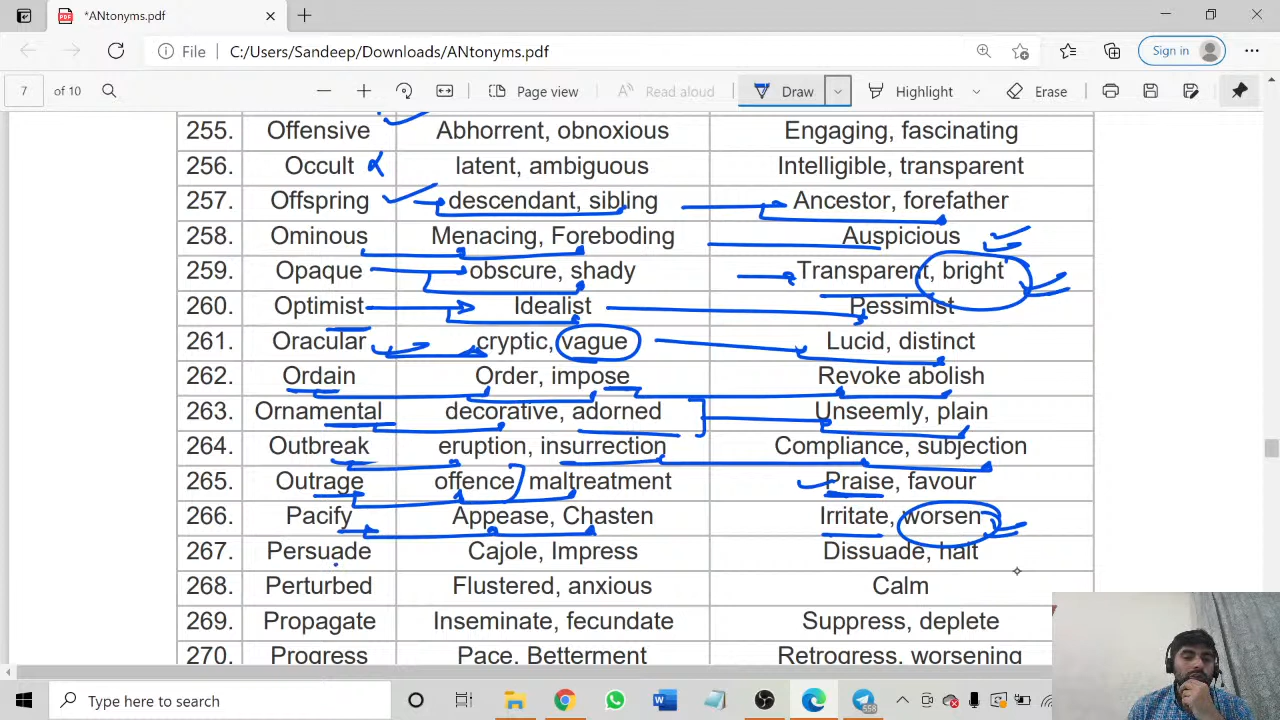 *ANtonyms.pdf
File C:/Users/Sandeep/Downloads/ANtonyms.pdf Sign in
7 of 10 Page view Read aloud Draw Highlight Erase
255. Offensive Abhorrent, obnoxious Engaging, fascinating
256. Occult latent, ambiguous Intelligible, transparent
257. Offspring descendant, sibling Ancestor, forefather
258. Ominous Menacing, Foreboding Auspicious
259. Opaque obscure, shady Transparent, bright
260. Optimist Idealist Pessimist
261. Oracular cryptic, vague Lucid, distinct
262. Ordain Order, impose Revoke abolish
263. Ornamental decorative, adorned Unseemly, plain
264. Outbreak eruption, insurrection Compliance, subjection
265. Outrage offence, maltreatment Praise, favour
266. Pacify Appease, Chasten Irritate, worsen
267. Persuade Cajole, Impress Dissuade, halt
268. Perturbed Flustered, anxious Calm
269. Propagate Inseminate, fecundate Suppress, deplete
270. Progress Pace, Betterment Retrogress, worsening
Type here to search 558